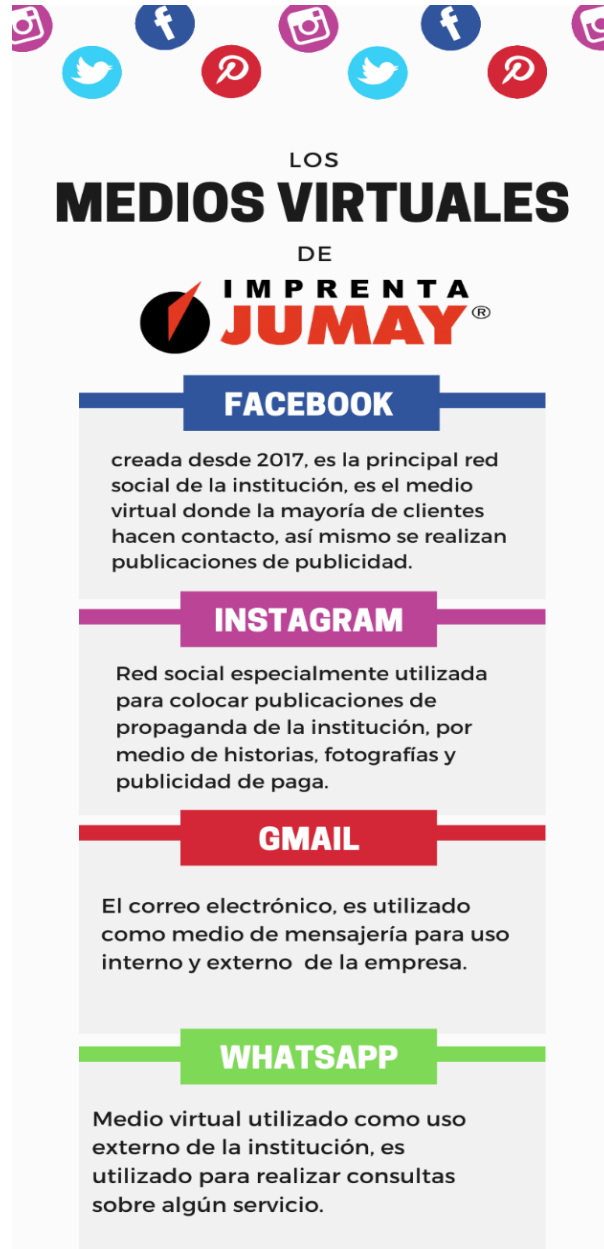 LOS
MEDIOS VIRTUALES
DE
IMPRENTA
JUMAY®
FACEBOOK
creada desde 2017, es la principal red
social de la institución, es el medio
virtual donde la mayoría de clientes
hacen contacto, así mismo se realizan
publicaciones de publicidad.
INSTAGRAM
Red social especialmente utilizada
para colocar publicaciones de
propaganda de la institución, por
medio de historias, fotografías y
publicidad de paga.
GMAIL
El correo electrónico, es utilizado
como medio de mensajería para uso
interno y externo  de la empresa.
WHATSAPP
Medio virtual utilizado como uso
externo de la institución, es
utilizado para realizar consultas
sobre algún servicio.